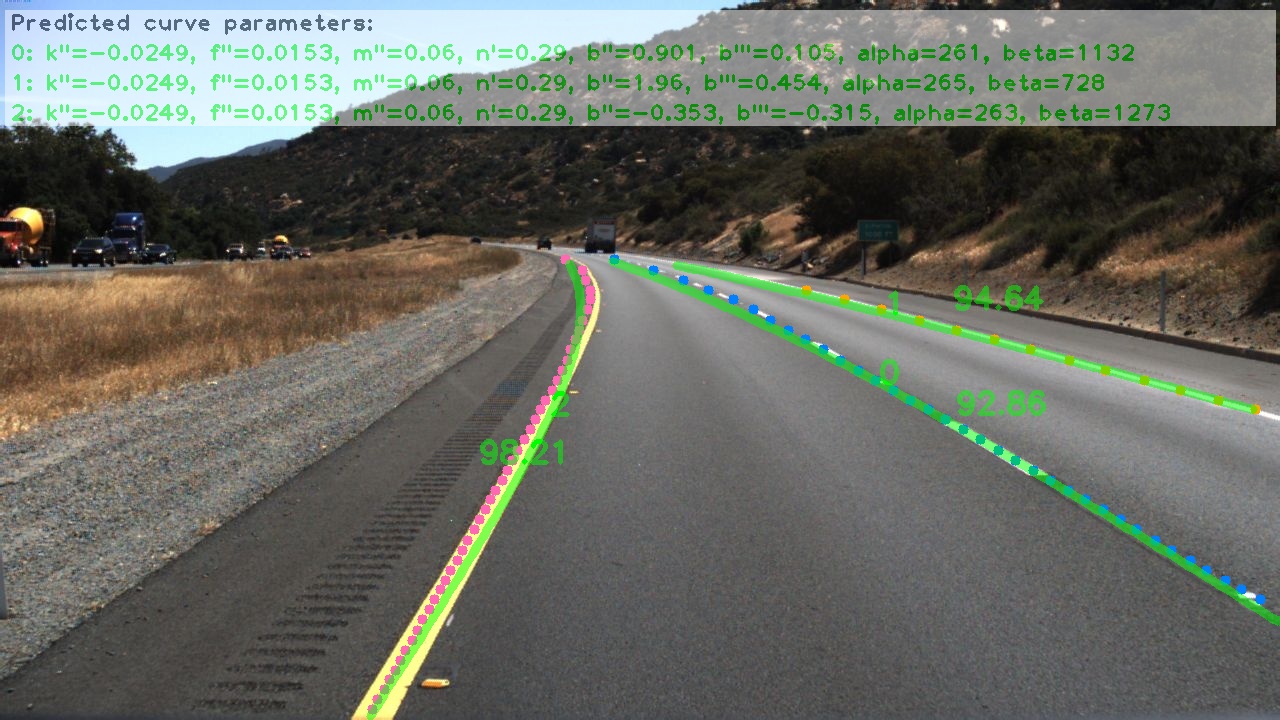 Predicted curve parameters:
0: k''=-0.0249, f''=0.0153, m''=0.06, n'=0.29, b''=0.901, b'''=0.105, alpha=261, beta=1132
1: k''=-0.0249, f''=0.0153, m''=0.06, n'=0.29, b''=1.96, b'''=0.454, alpha=265, beta=728
2: k''=-0.0249, f''=0.0153, m''=0.06, n'=0.29, b''=-0.353, b'''=-0.315, alpha=263, beta=1273
1 94.64
0
92.86
2
98.21